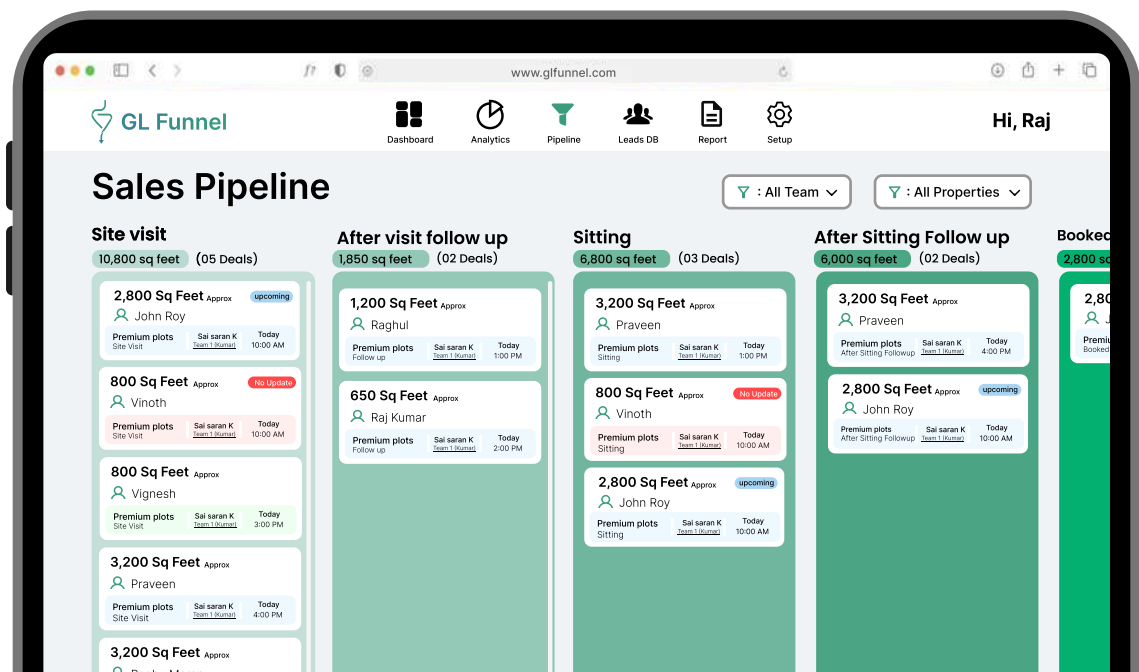 www.glfunnel.com
GL Funnel
Dashboard
Analytics
Pipeline
Leads DB
Report
Setup
Hi, Raj
Sales Pipeline
: All Team
: All Properties
Site visit
10,800 sq feet (05 Deals)
2,800 Sq Feet Approx
upcoming
John Roy
Premium plots
Site Visit
Sai saran K
Team 1 (Kumar)
Today
10:00 AM
800 Sq Feet Approx
No Update
Vinoth
Premium plots
Site Visit
Sai saran K
Team 1 (Kumar)
Today
10:00 AM
800 Sq Feet Approx
Vignesh
Premium plots
Site Visit
Sai saran K
Team 1 (Kumar)
Today
3:00 PM
3,200 Sq Feet Approx
Praveen
Premium plots
Site Visit
Sai saran K
Team 1 (Kumar)
Today
4:00 PM
3,200 Sq Feet Approx
After visit follow up
1,850 sq feet (02 Deals)
1,200 Sq Feet Approx
Raghul
Premium plots
Follow up
Sai saran K
Team 1 (Kumar)
Today
1:00 PM
650 Sq Feet Approx
Raj Kumar
Premium plots
Follow up
Sai saran K
Team 1 (Kumar)
Today
2:00 PM
Sitting
6,800 sq feet (03 Deals)
3,200 Sq Feet Approx
Praveen
Premium plots
Sitting
Sai saran K
Team 1 (Kumar)
Today
1:00 PM
800 Sq Feet Approx
No Update
Vinoth
Premium plots
Sitting
Sai saran K
Team 1 (Kumar)
Today
10:00 AM
2,800 Sq Feet Approx
upcoming
John Roy
Premium plots
Sitting
Sai saran K
Team 1 (Kumar)
Today
10:00 AM
After Sitting Follow up
6,000 sq feet (02 Deals)
3,200 Sq Feet Approx
Praveen
Premium plots
After Sitting Followup
Sai saran K
Team 1 (Kumar)
Today
4:00 PM
2,800 Sq Feet Approx
upcoming
John Roy
Premium plots
After Sitting Followup
Sai saran K
Team 1 (Kumar)
Today
10:00 AM
Booked
2,800 sq
2,80
J
Premiu
Booked